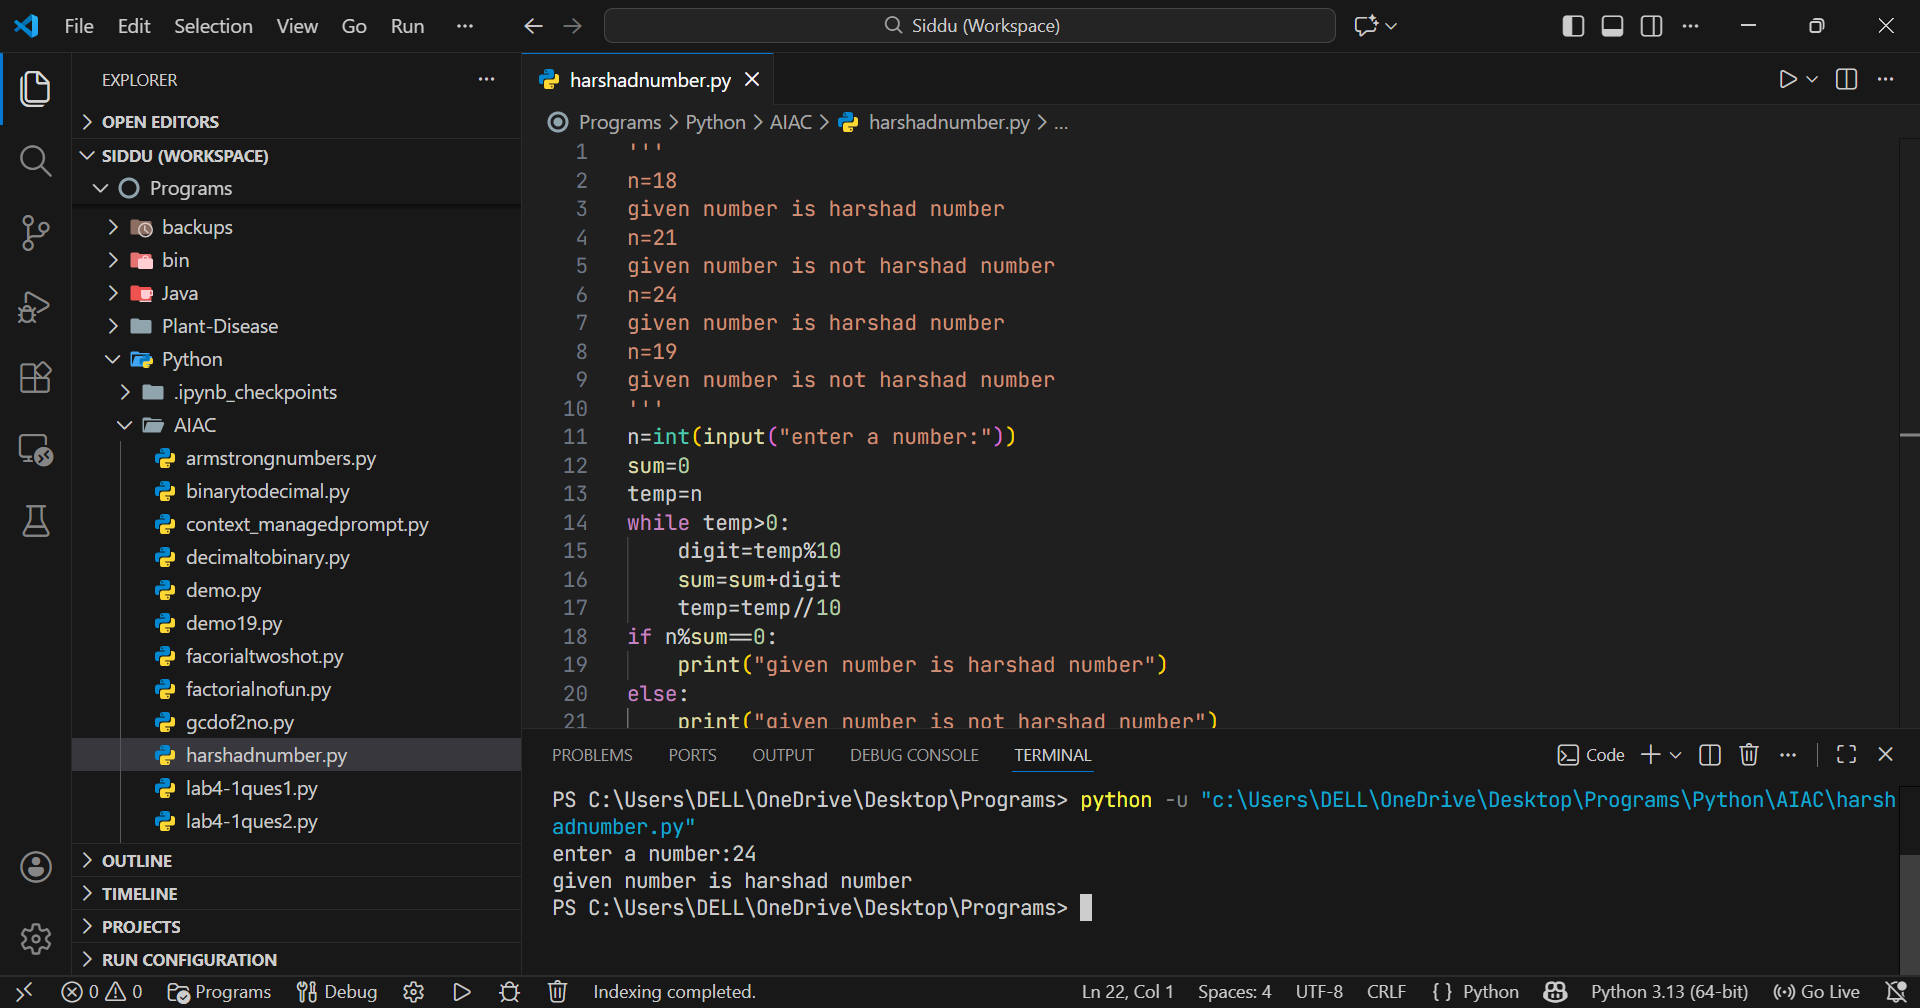 File Edit Selection View Go Run ··· Siddu (Workspace)
EXPLORER ···
OPEN EDITORS
SIDDU (WORKSPACE)
Programs
backups
bin
Java
Plant-Disease
Python
.ipynb_checkpoints
AIAC
armstrongnumbers.py
binarytodecimal.py
context_managedprompt.py
decimaltobinary.py
demo.py
demo19.py
facorialtwoshot.py
factorialnofun.py
gcdof2no.py
harshadnumber.py
lab4-1ques1.py
lab4-1ques2.py
OUTLINE
TIMELINE
PROJECTS
RUN CONFIGURATION
harshadnumber.py
Programs > Python > AIAC > harshadnumber.py > ...
1 '''
2 n=18
3 given number is harshad number
4 n=21
5 given number is not harshad number
6 n=24
7 given number is harshad number
8 n=19
9 given number is not harshad number
10 '''
11 n=int(input("enter a number:"))
12 sum=0
13 temp=n
14 while temp>0:
15 digit=temp%10
16 sum=sum+digit
17 temp=temp//10
18 if n%sum==0:
19 print("given number is harshad number")
20 else:
21 print("given number is not harshad number")
PROBLEMS PORTS OUTPUT DEBUG CONSOLE TERMINAL Code
PS C:\Users\DELL\OneDrive\Desktop\Programs> python -u "c:\Users\DELL\OneDrive\Desktop\Programs\Python\AIAC\harsh
adnumber.py"
enter a number:24
given number is harshad number
PS C:\Users\DELL\OneDrive\Desktop\Programs>
0 0 Programs Debug Indexing completed. Ln 22, Col 1 Spaces: 4 UTF-8 CRLF { } Python Python 3.13 (64-bit) Go Live